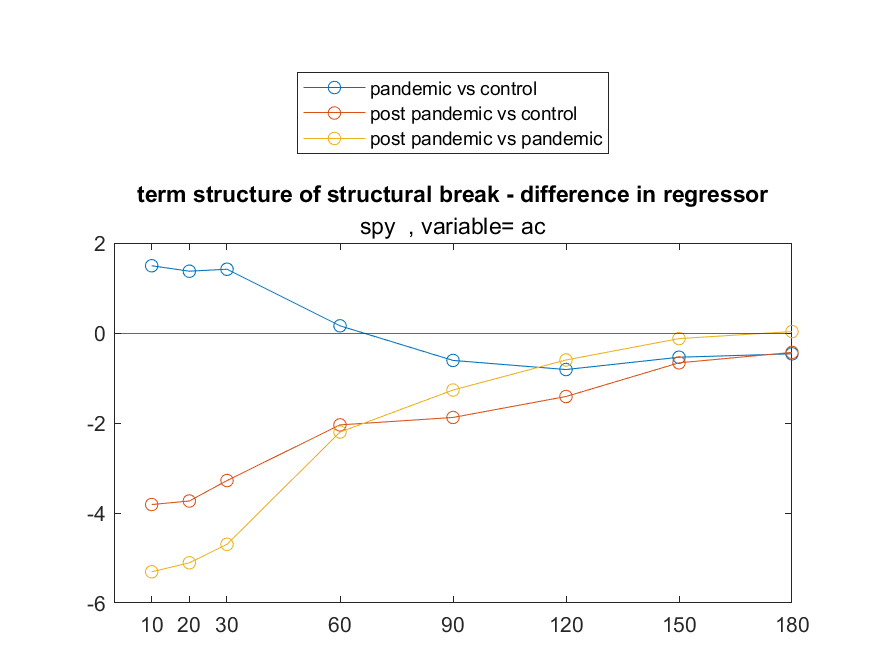 pandemic vs control
post pandemic vs control
post pandemic vs pandemic
term structure of structural break - difference in regressor
spy , variable= ac
2
0
-2
-4
-6
10 20 30 60 90 120 150 180